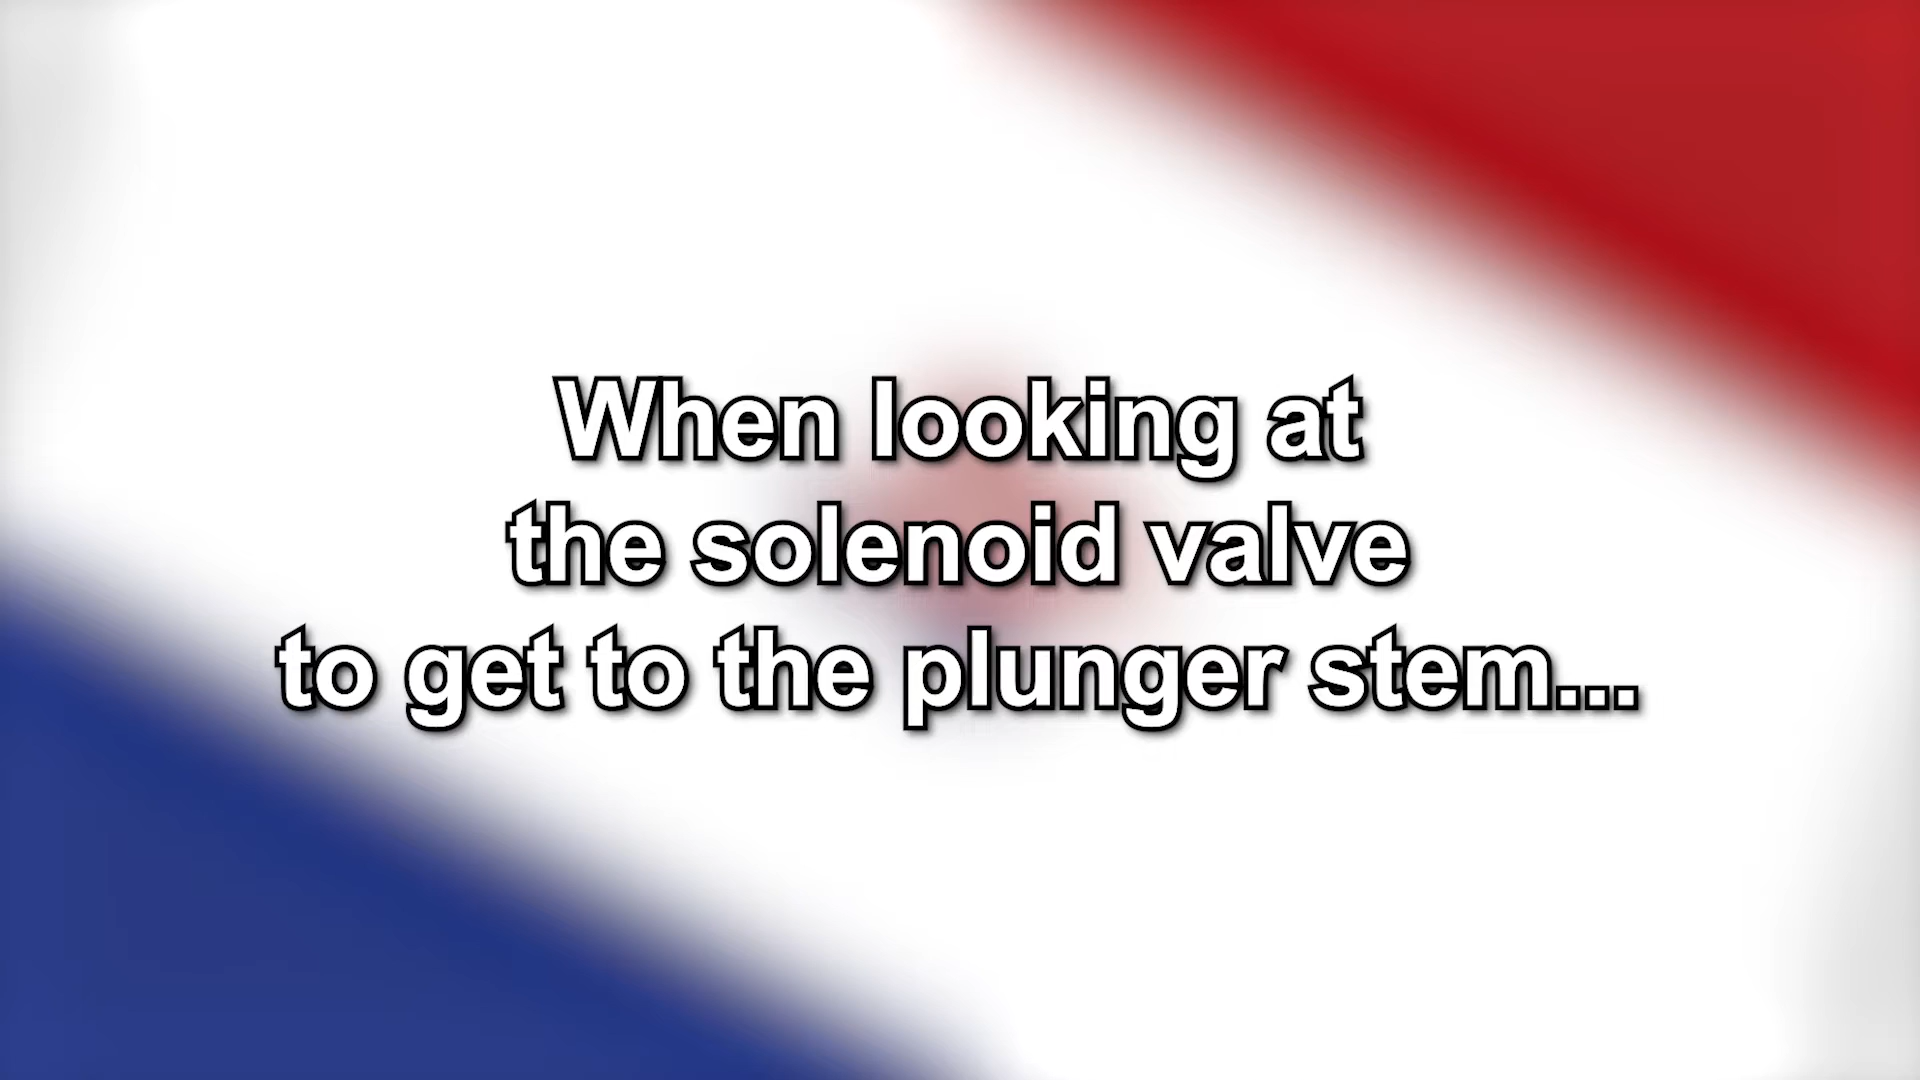 When looking at
the solenoid valve
to get to the plunger stem...